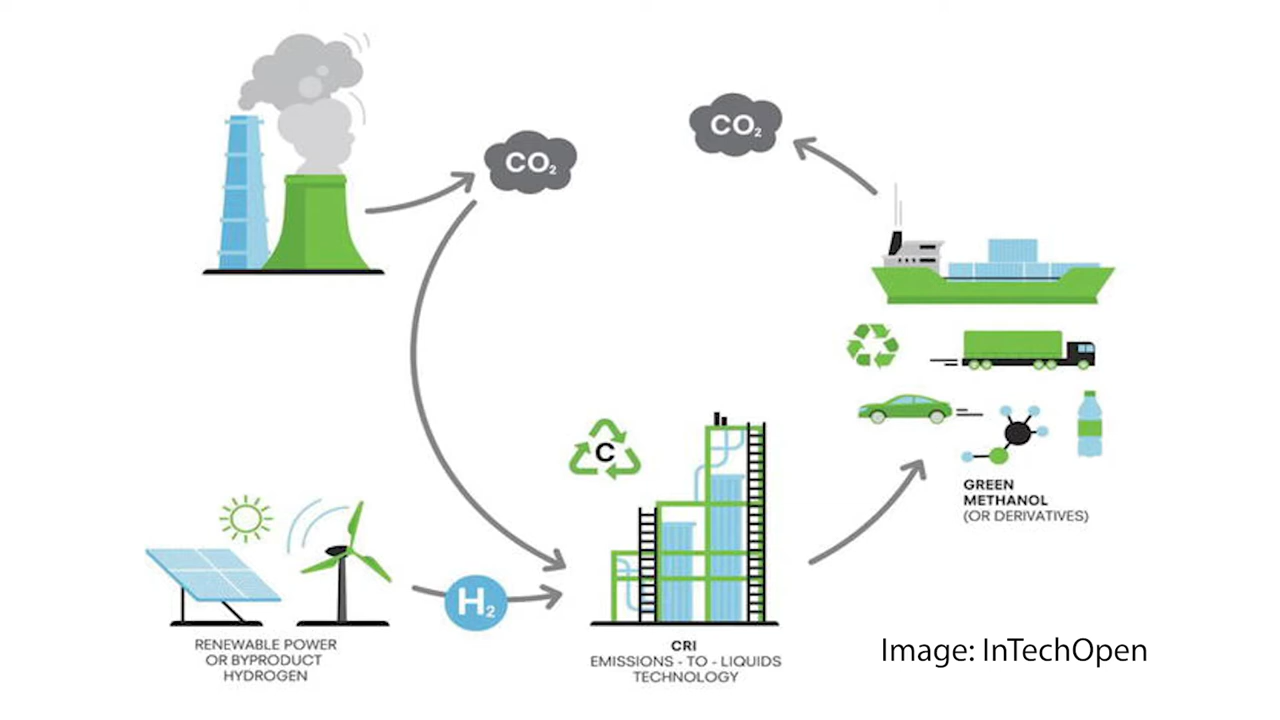 CO₂
CO₂
C
H₂
GREEN
METHANOL
(OR DERIVATIVES)
RENEWABLE POWER
OR BYPRODUCT
HYDROGEN
CRI
EMISSIONS - TO - LIQUIDS
TECHNOLOGY
Image: InTechOpen